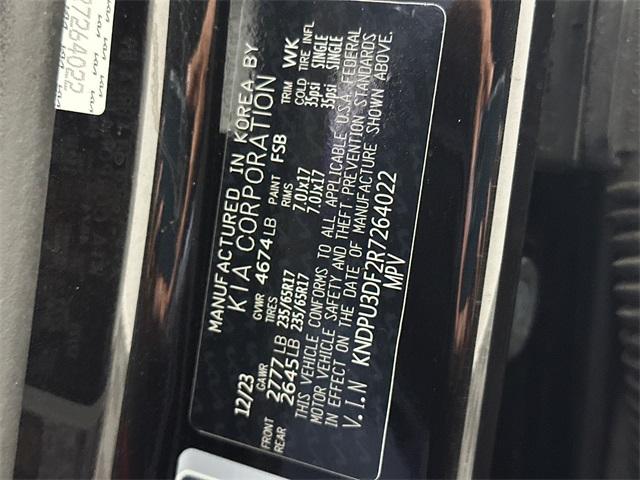 MANUFACTURED IN KOREA BY
KIA CORPORATION
12/23 GVWR 4674LB PAINT FSB TRIM WK
GAWR TIRES RIMS COLD TIRE INFL
FRONT 2777LB 235/65R17 7.0Jx17 35psi SINGLE
REAR 2645LB 235/65R17 7.0Jx17 35psi SINGLE
THIS VEHICLE CONFORMS TO ALL APPLICABLE U.S.A. FEDERAL
MOTOR VEHICLE SAFETY AND THEFT PREVENTION STANDARDS
IN EFFECT ON THE DATE OF MANUFACTURE SHOWN ABOVE.
V.I.N KNDPU3DF2R7264022
MPV
7264022